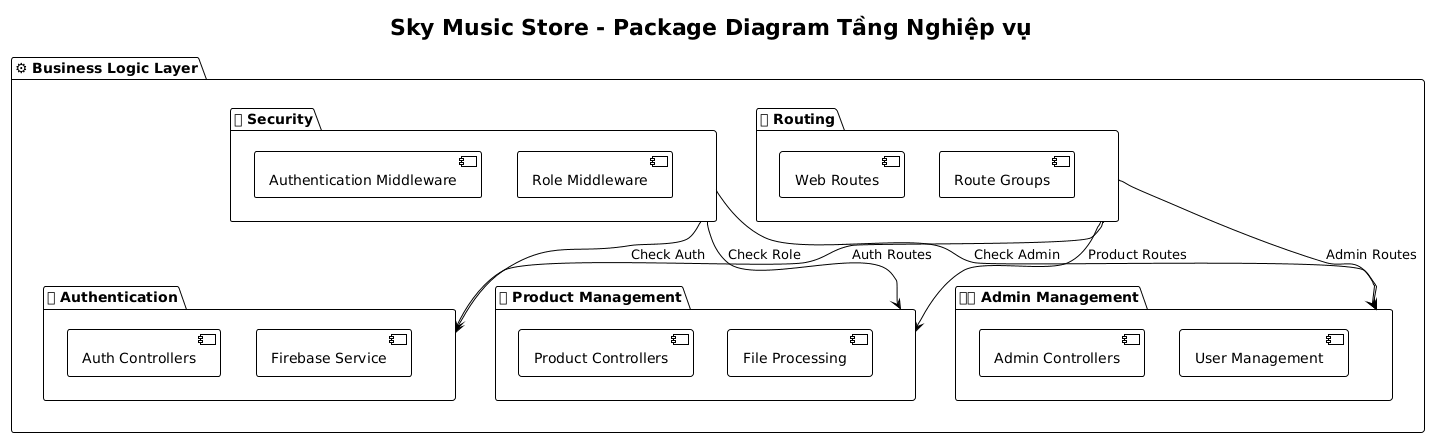 Sky Music Store - Package Diagram Tầng Nghiệp vụ
⚙ Business Logic Layer
Security
Routing
Authentication Middleware
Role Middleware
Web Routes
Route Groups
Check Auth
Check Role
Auth Routes
Check Admin
Product Routes
Admin Routes
Authentication
Product Management
Admin Management
Auth Controllers
Firebase Service
Product Controllers
File Processing
Admin Controllers
User Management